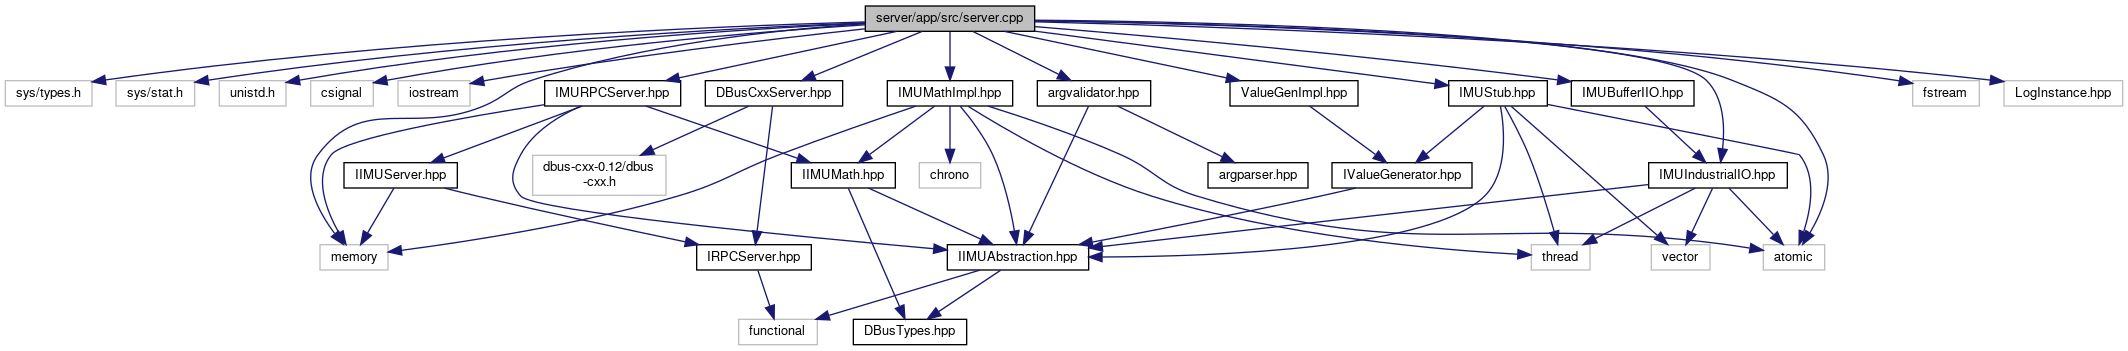 server/app/src/server.cpp
sys/types.h
sys/stat.h
unistd.h
csignal
iostream
IMURPCServer.hpp
DBusCxxServer.hpp
IMUMathImpl.hpp
argvalidator.hpp
ValueGenImpl.hpp
IMUStub.hpp
IMUBufferIIO.hpp
fstream
LogInstance.hpp
IIMUServer.hpp
dbus-cxx-0.12/dbus
-cxx.h
IIMUMath.hpp
chrono
argparser.hpp
IValueGenerator.hpp
IMUIndustrialIO.hpp
memory
IRPCServer.hpp
IIMUAbstraction.hpp
thread
vector
atomic
functional
DBusTypes.hpp